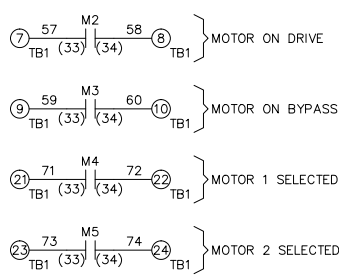 M2
7 57 58 8 MOTOR ON DRIVE
TB1 (33) (34) TB1
M3
9 59 60 10 MOTOR ON BYPASS
TB1 (33) (34) TB1
M4
21 71 72 22 MOTOR 1 SELECTED
TB1 (33) (34) TB1
M5
23 73 74 24 MOTOR 2 SELECTED
TB1 (33) (34) TB1